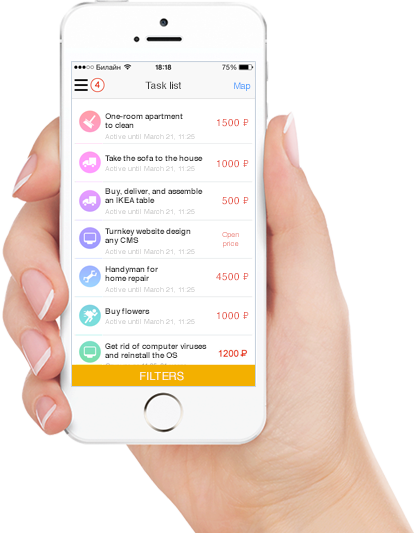 ●●●○○ Билайн 18:18 75%
4 Task list Map
One-room apartment
to clean
1500 ₽
Active until March 21, 11:25
Take the sofa to the house
1000 ₽
Active until March 21, 11:25
Buy, deliver, and assemble
an IKEA table
500 ₽
Active until March 21, 11:25
Turnkey website design
any CMS
Open
price
Active until March 21, 11:25
Handyman for
home repair
4500 ₽
Active until March 21, 11:25
Buy flowers
1000 ₽
Active until March 21, 11:25
Get rid of computer viruses
and reinstall the OS
1200 ₽
FILTERS